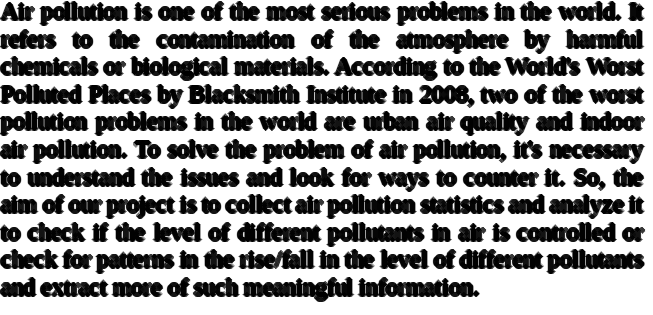 Air pollution is one of the most serious problems in the world. It
refers to the contamination of the atmosphere by harmful
chemicals or biological materials. According to the World's Worst
Polluted Places by Blacksmith Institute in 2008, two of the worst
pollution problems in the world are urban air quality and indoor
air pollution. To solve the problem of air pollution, it's necessary
to understand the issues and look for ways to counter it. So, the
aim of our project is to collect air pollution statistics and analyze it
to check if the level of different pollutants in air is controlled or
check for patterns in the rise/fall in the level of different pollutants
and extract more of such meaningful information.